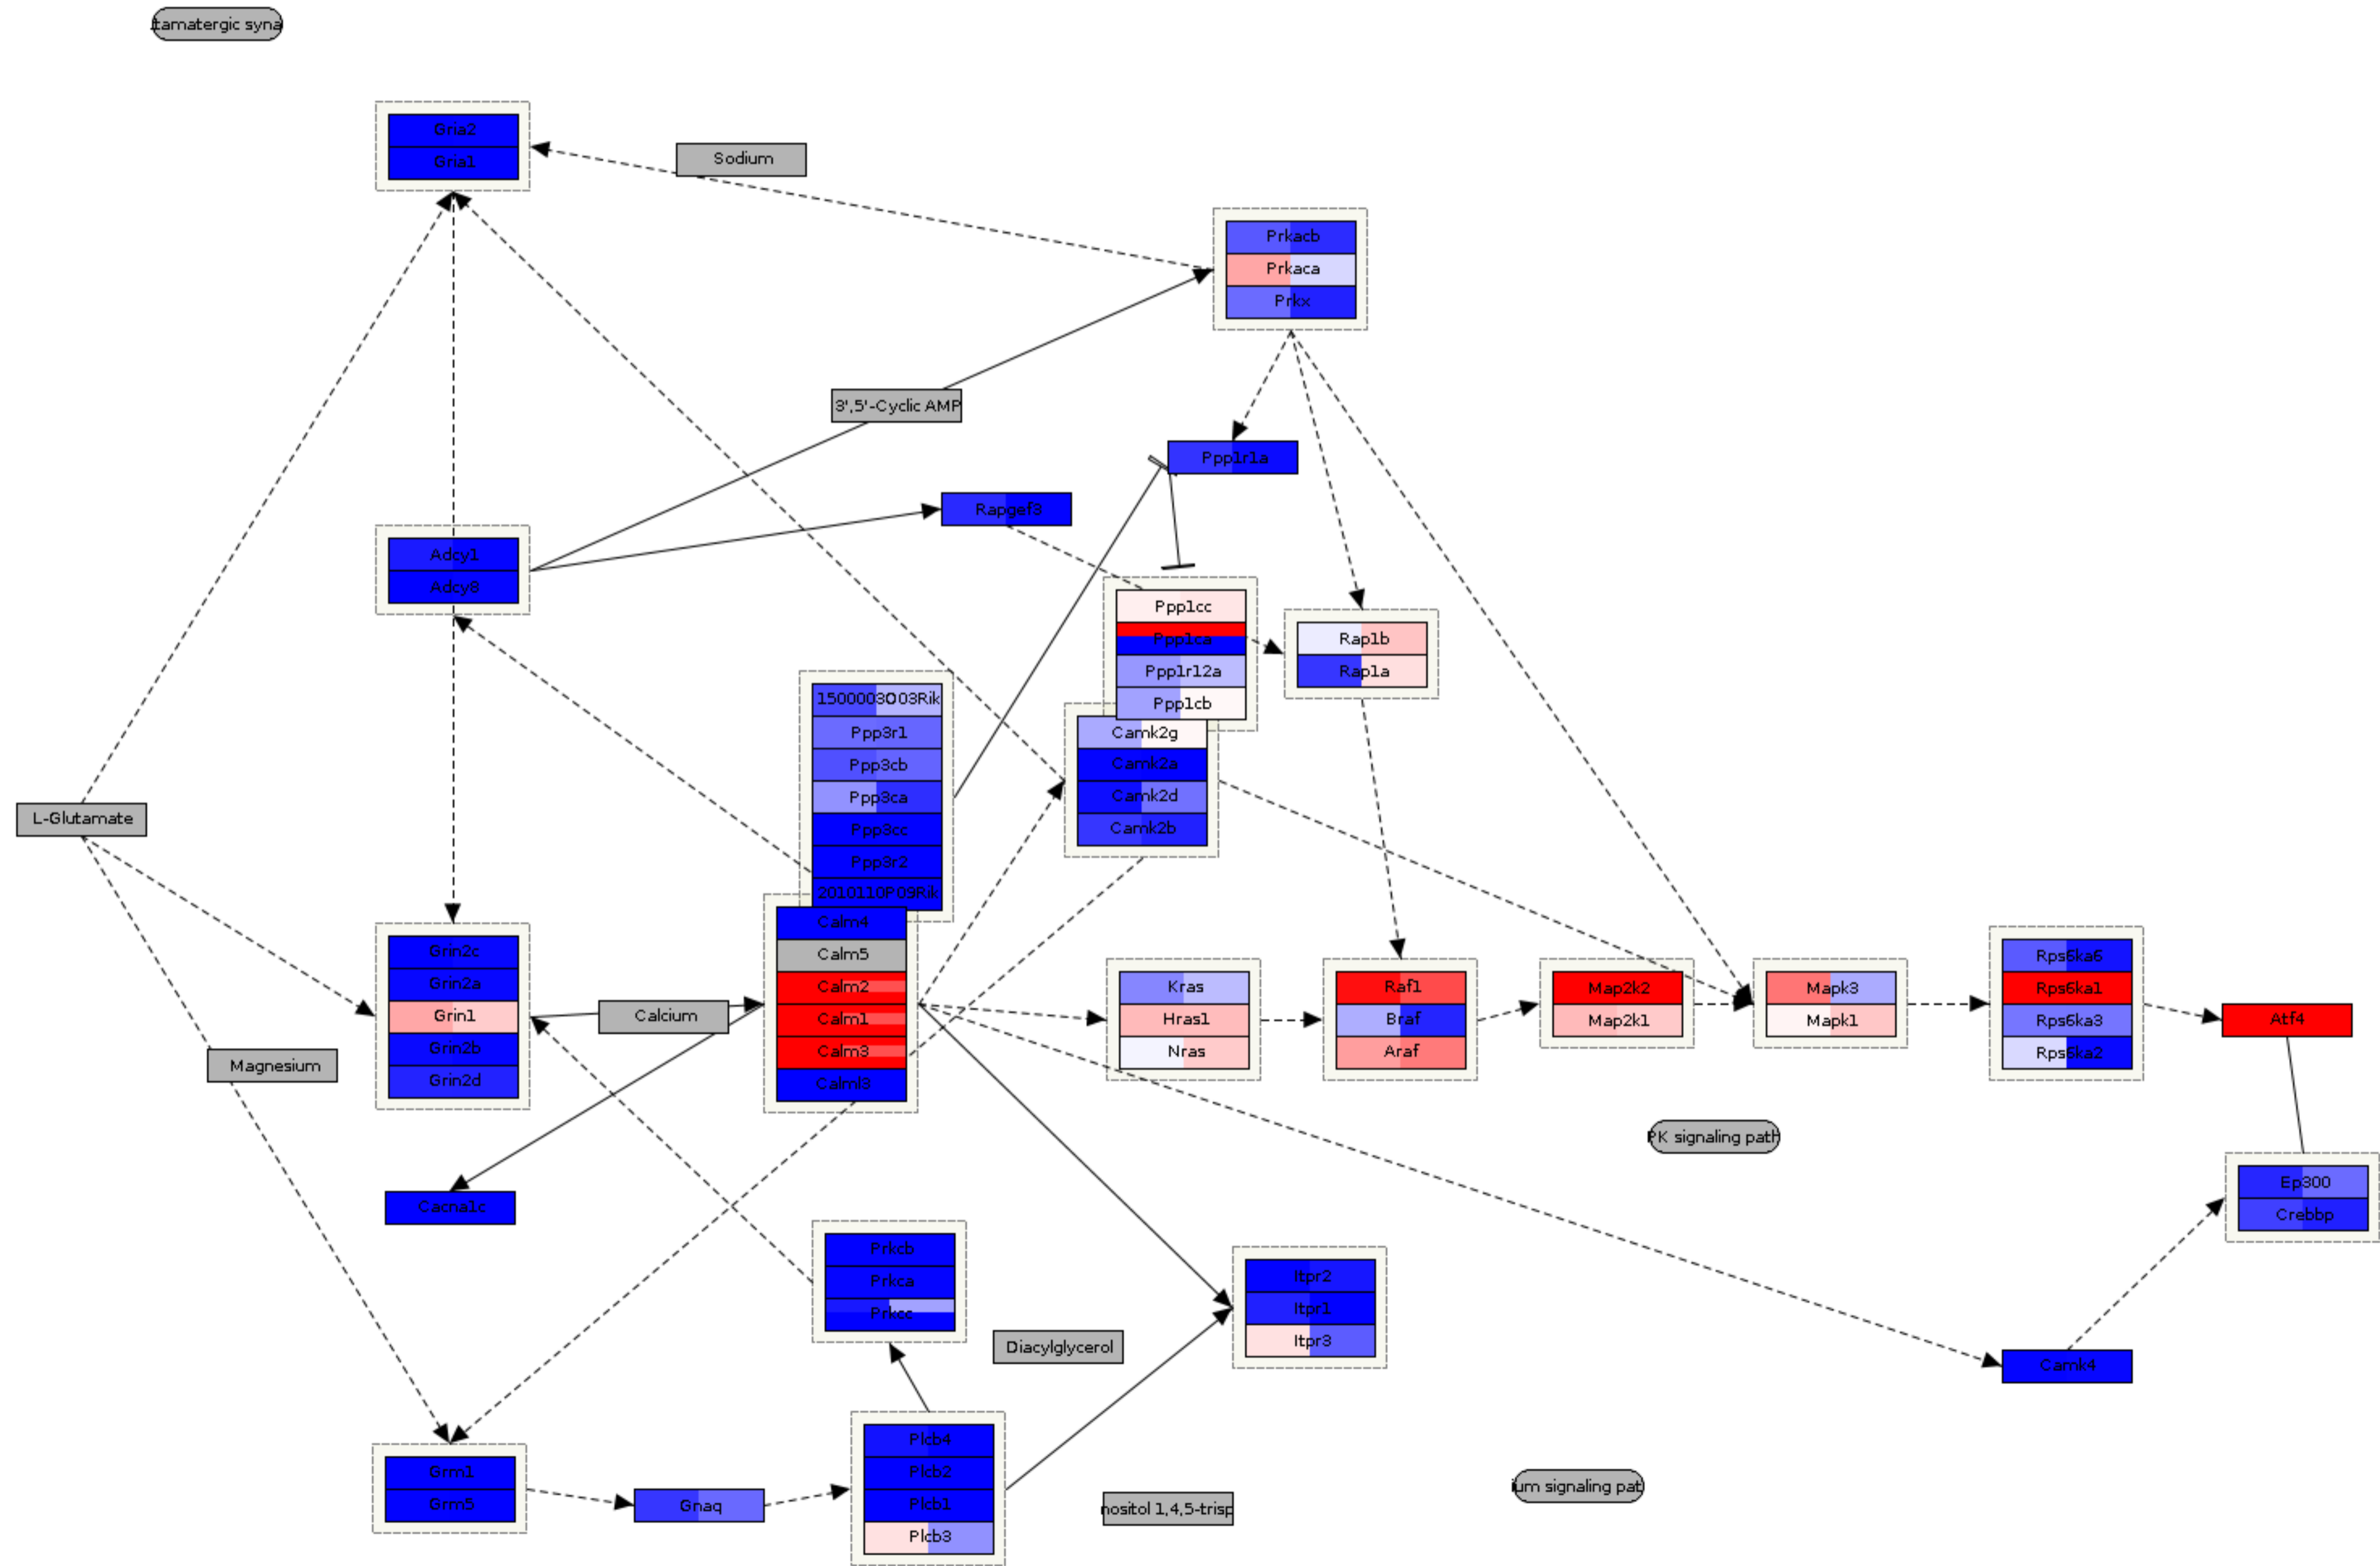 tamatergic syna
Gria2
Gria1
Sodium
Prkacb
Prkaca
Prkx
3',5'-Cyclic AMP
Ppp1r1a
Rapgef3
Adcy1
Adcy8
Ppp1cc
Ppp1ca
Ppp1r12a
Ppp1cb
Rap1b
Rap1a
1500003O03Rik
Ppp3r1
Ppp3cb
Ppp3ca
Ppp3cc
Ppp3r2
2010110P09Rik
Camk2g
Camk2a
Camk2d
Camk2b
L-Glutamate
Calm4
Calm5
Calm2
Calm1
Calm3
Calml3
Grin2c
Grin2a
Grin1
Grin2b
Grin2d
Calcium
Magnesium
Kras
Hras1
Nras
Raf1
Braf
Araf
Map2k2
Map2k1
Mapk3
Mapk1
Rps6ka6
Rps6ka1
Rps6ka3
Rps6ka2
Atf4
PK signaling path
Ep300
Crebbp
Cacna1c
Prkcb
Prkca
Prkcc
Itpr2
Itpr1
Itpr3
Diacylglycerol
Camk4
Grm1
Grm5
Gnaq
Plcb4
Plcb2
Plcb1
Plcb3
nositol 1,4,5-trisp
ium signaling pat